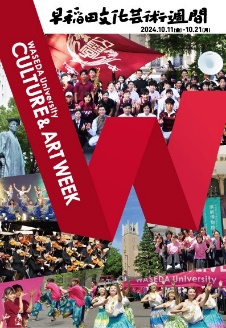 早稲田文化芸術週間
2024.10.11(金)-10.21(月)
WASEDA University
CULTURE & ART WEEK
WASEDA University